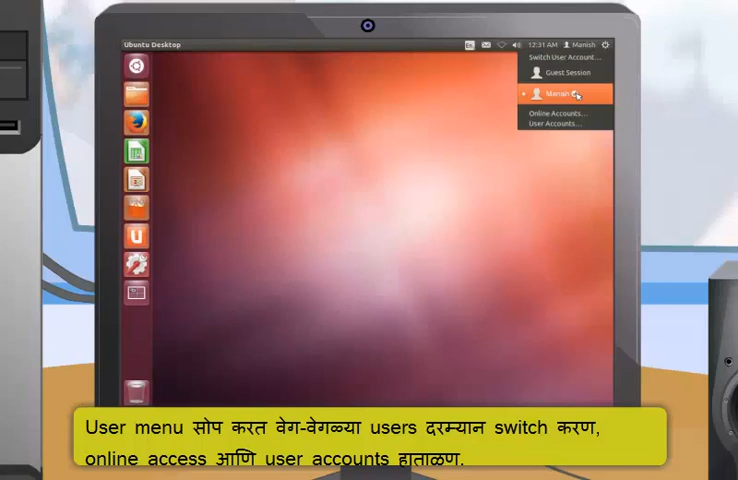 Ubuntu Desktop
En 12:31 AM Manish
Switch User Account...
Guest Session
Manish
Online Accounts...
User Accounts...
User menu सोप करत वेग-वेगळ्या users दरम्यान switch करण,
online access आणि user accounts हाताळण.